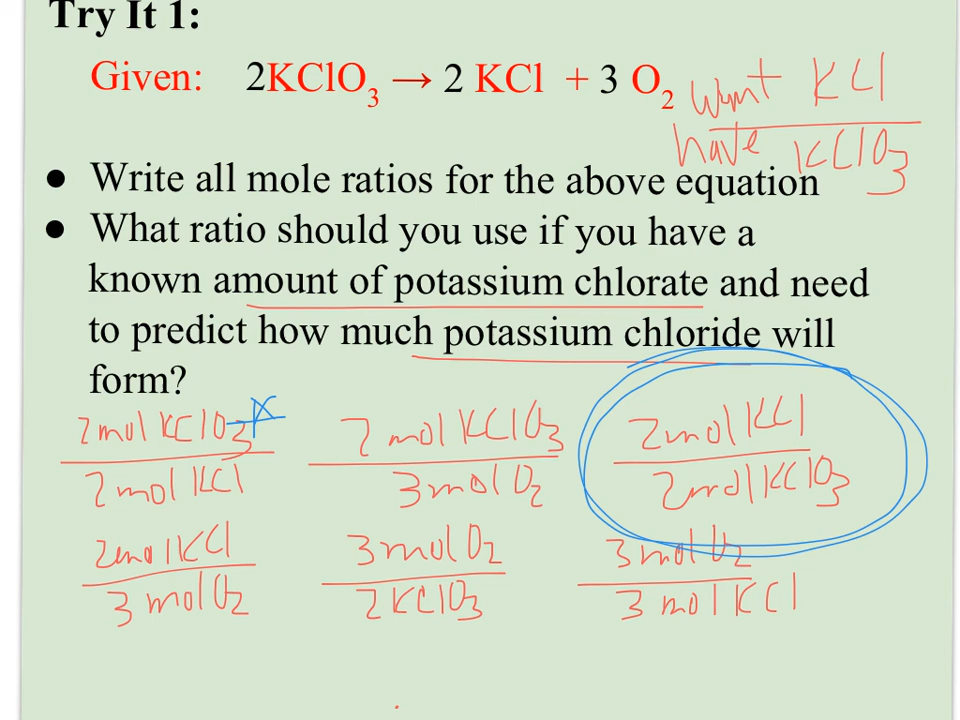 Try It 1:
Given: 2KClO₃ → 2 KCl + 3 O₂
want KCl
have KClO₃
● Write all mole ratios for the above equation
● What ratio should you use if you have a
known amount of potassium chlorate and need
to predict how much potassium chloride will
form?
2 mol KClO₃
2 mol KCl
2 mol KClO₃
3 mol O₂
2 mol KCl
2 mol KClO₃
2 mol KCl
3 mol O₂
3 mol O₂
2 KClO₃
3 mol O₂
3 mol KCl